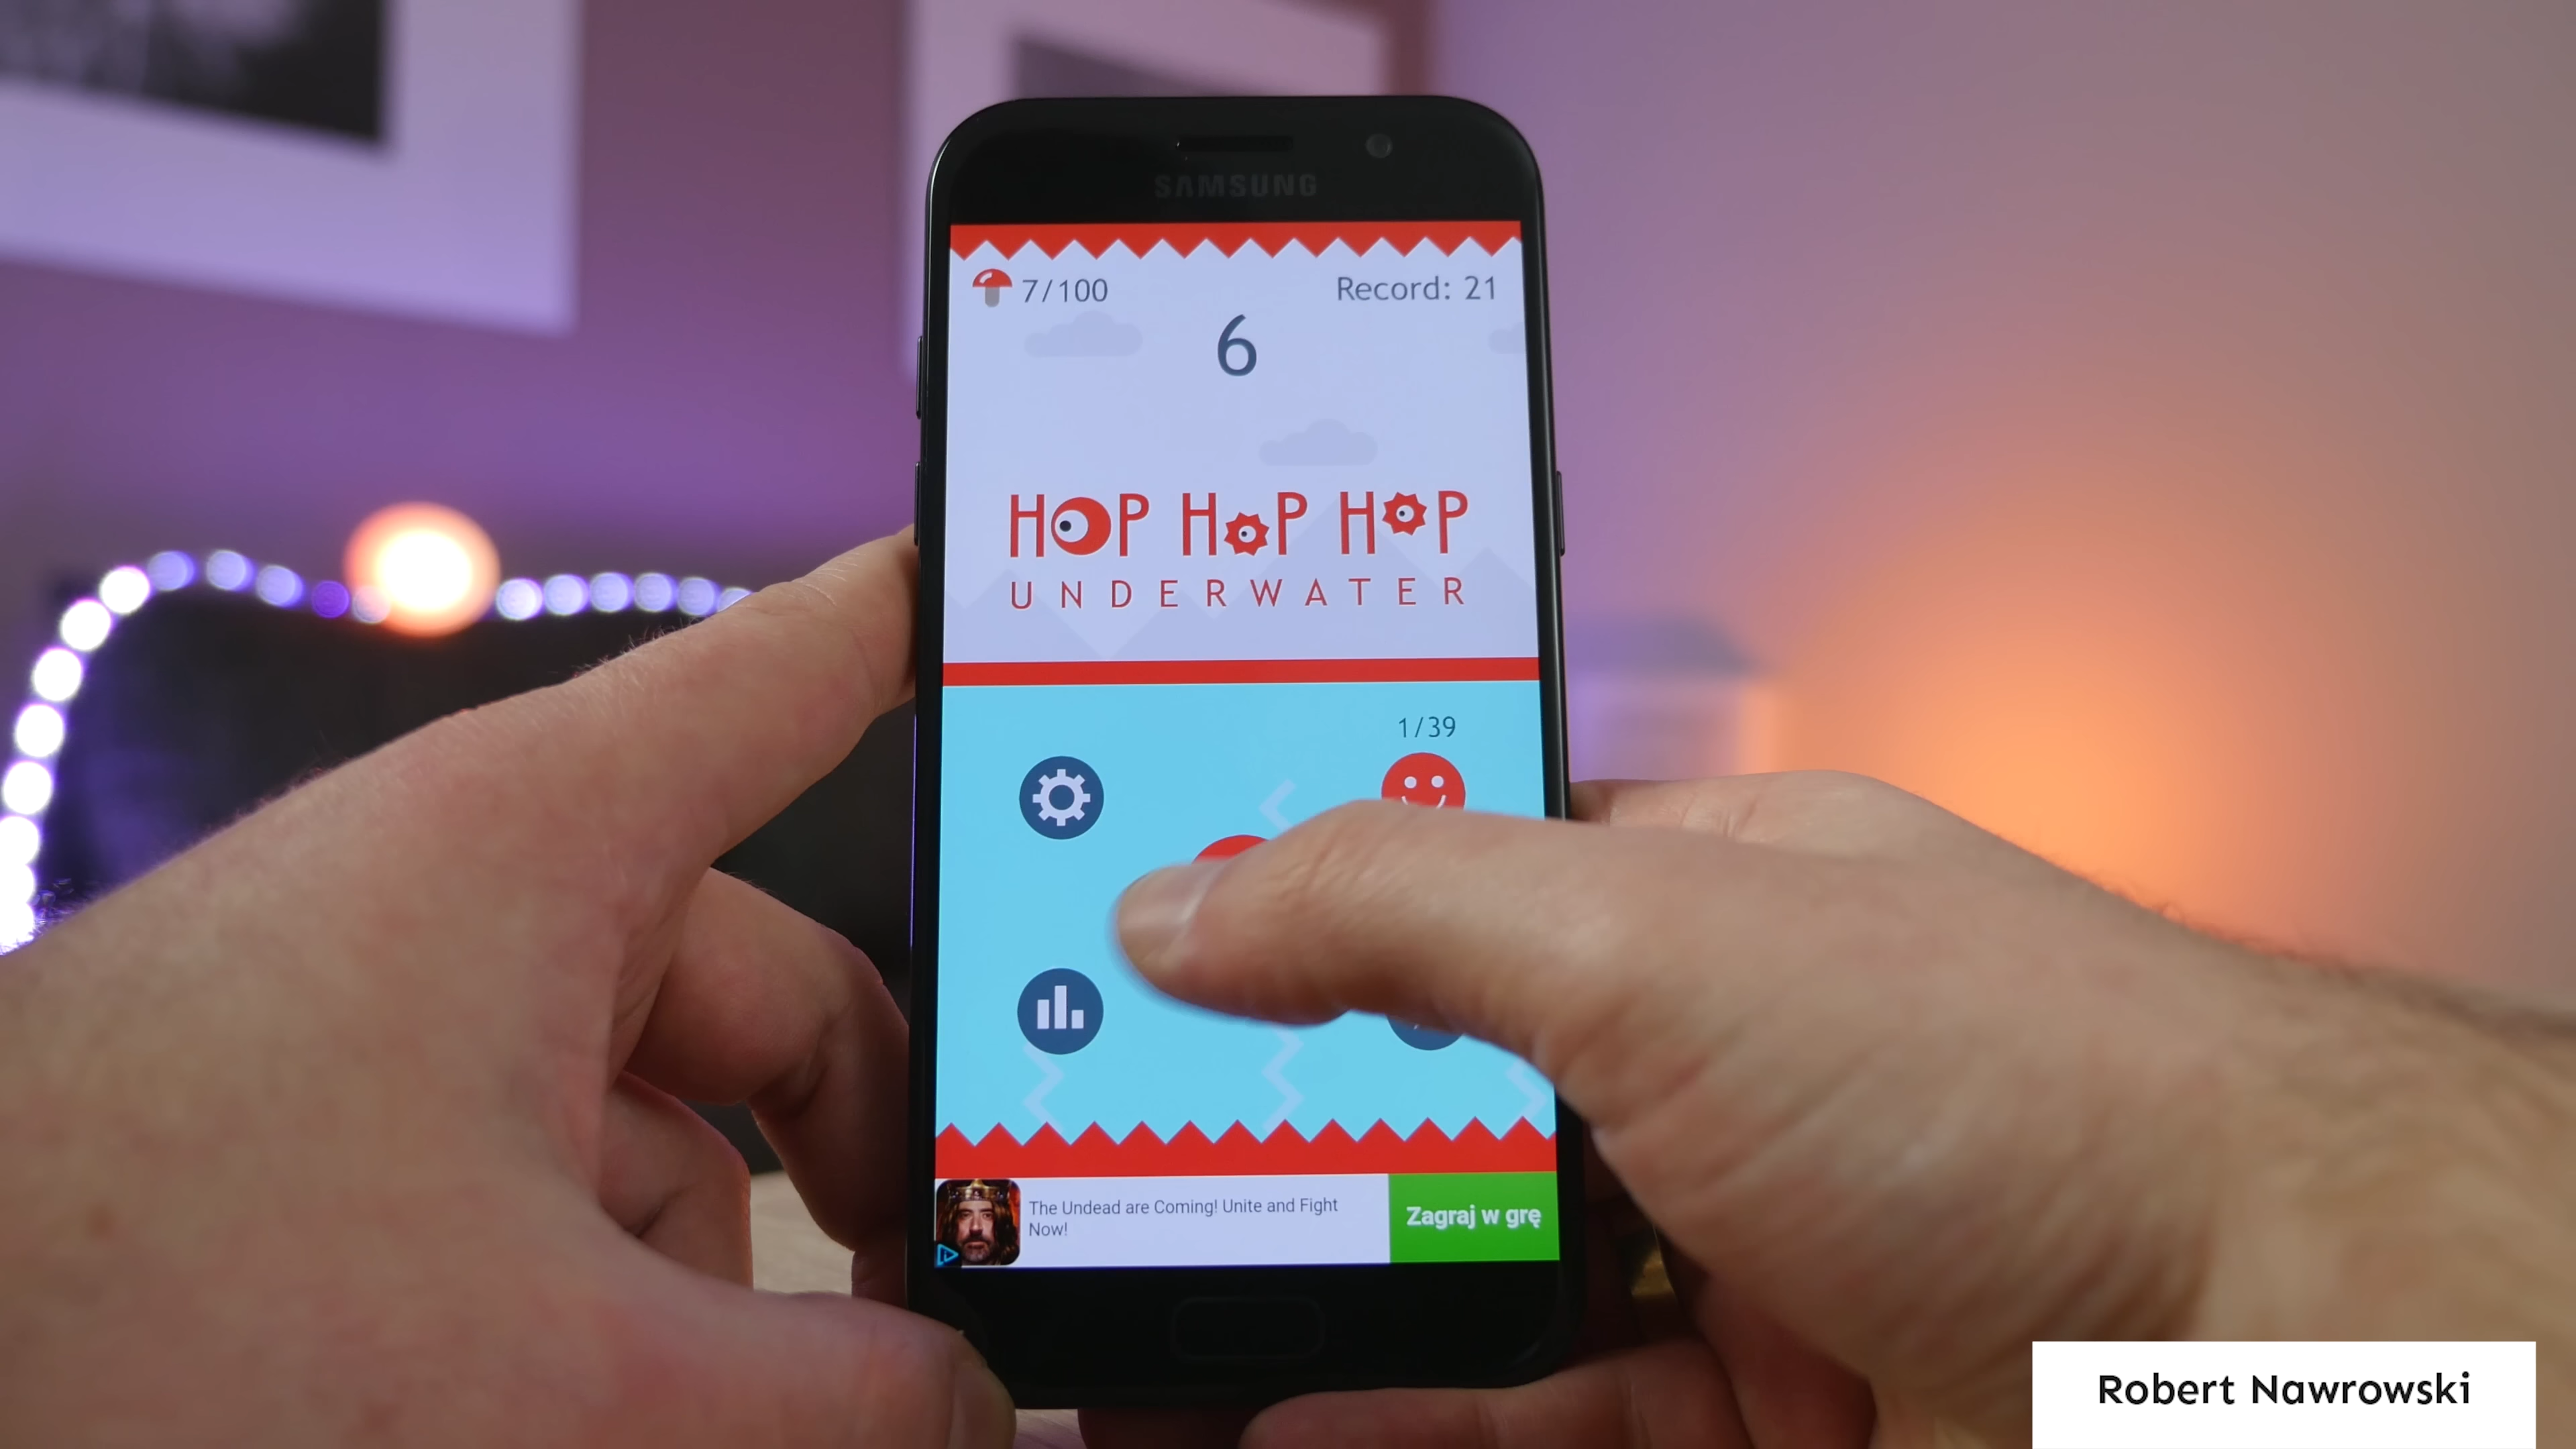 SAMSUNG
7/100
Record: 21
6
HOP HOP HOP
UNDERWATER
1/39
The Undead are Coming! Unite and Fight
Now!
Zagraj w grę
Robert Nawrowski